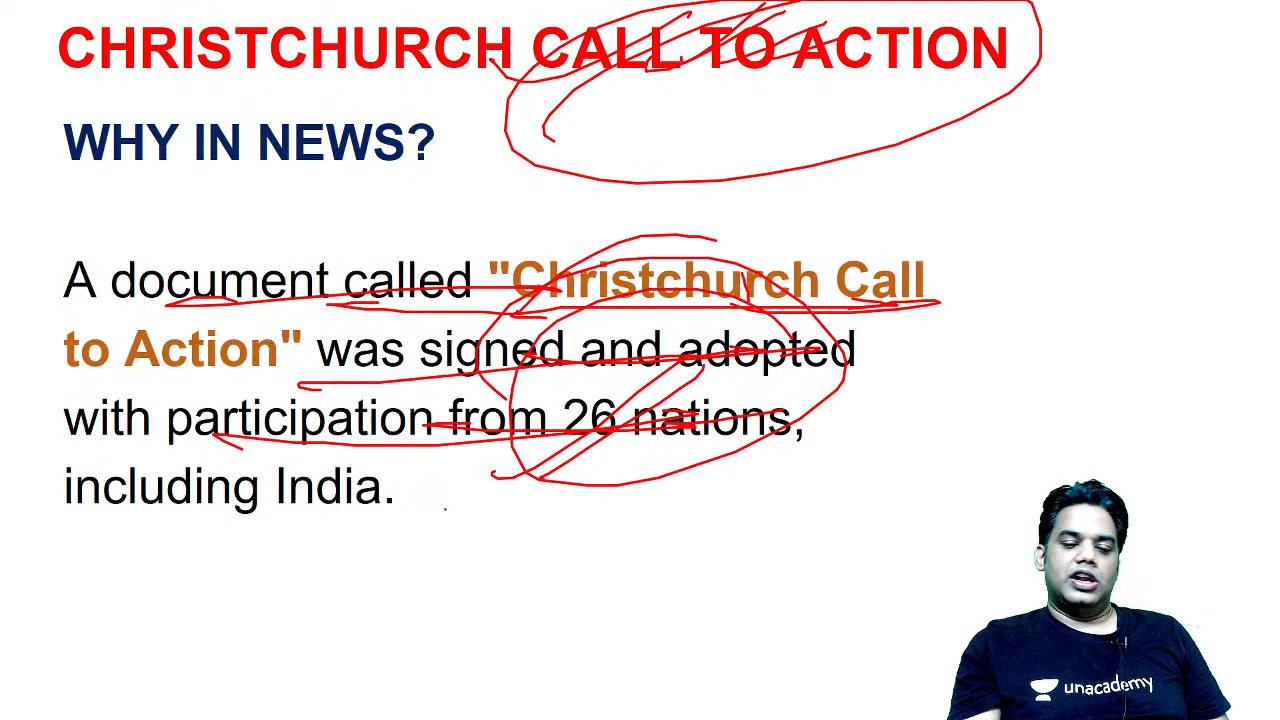 CHRISTCHURCH CALL TO ACTION
WHY IN NEWS?
A document called "Christchurch Call
to Action" was signed and adopted
with participation from 26 nations,
including India.
unacademy